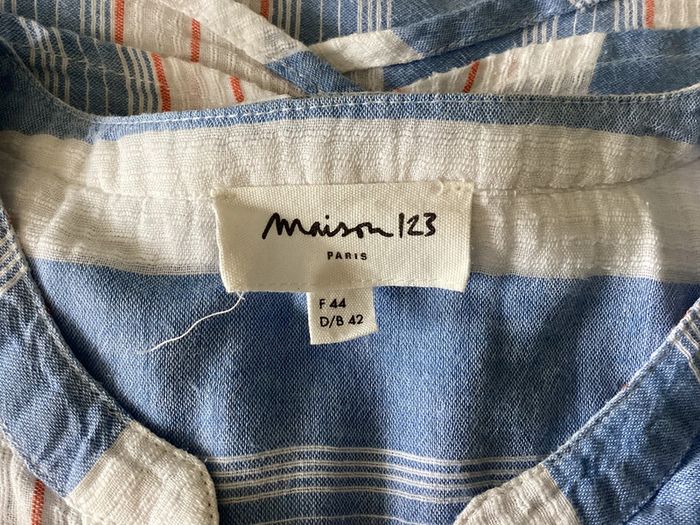 maison 123
PARIS
F 44
D/B 42